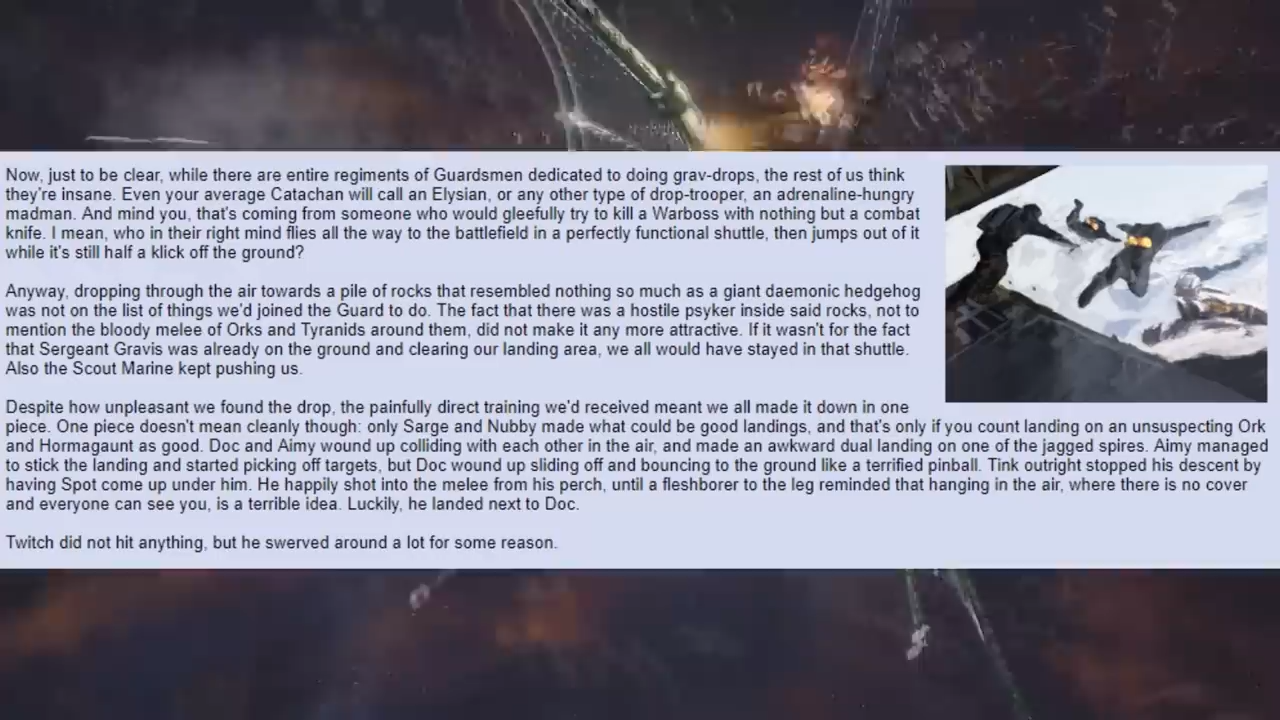 Now, just to be clear, while there are entire regiments of Guardsmen dedicated to doing grav-drops, the rest of us think
they're insane. Even your average Catachan will call an Elysian, or any other type of drop-trooper, an adrenaline-hungry
madman. And mind you, that's coming from someone who would gleefully try to kill a Warboss with nothing but a combat
knife. I mean, who in their right mind flies all the way to the battlefield in a perfectly functional shuttle, then jumps out of it
while it's still half a klick off the ground?
Anyway, dropping through the air towards a pile of rocks that resembled nothing so much as a giant daemonic hedgehog
was not on the list of things we'd joined the Guard to do. The fact that there was a hostile psyker inside said rocks, not to
mention the bloody melee of Orks and Tyranids around them, did not make it any more attractive. If it wasn't for the fact
that Sergeant Gravis was already on the ground and clearing our landing area, we all would have stayed in that shuttle.
Also the Scout Marine kept pushing us.
Despite how unpleasant we found the drop, the painfully direct training we'd received meant we all made it down in one
piece. One piece doesn't mean cleanly though: only Sarge and Nubby made what could be good landings, and that's only if you count landing on an unsuspecting Ork
and Hormagaunt as good. Doc and Aimy wound up colliding with each other in the air, and made an awkward dual landing on one of the jagged spires. Aimy managed
to stick the landing and started picking off targets, but Doc wound up sliding off and bouncing to the ground like a terrified pinball. Tink outright stopped his descent by
having Spot come up under him. He happily shot into the melee from his perch, until a fleshborer to the leg reminded that hanging in the air, where there is no cover
and everyone can see you, is a terrible idea. Luckily, he landed next to Doc.
Twitch did not hit anything, but he swerved around a lot for some reason.